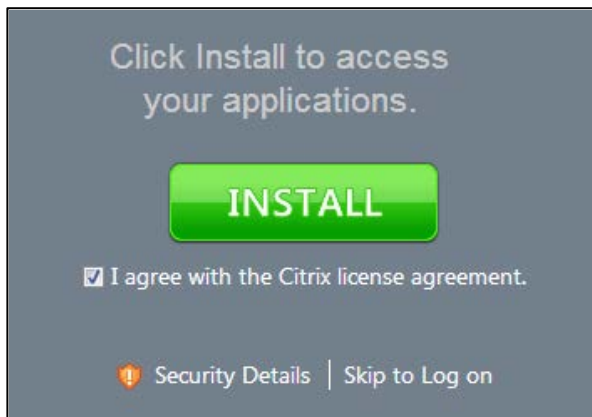 Click Install to access
your applications.
INSTALL
I agree with the Citrix license agreement.
Security Details | Skip to Log on